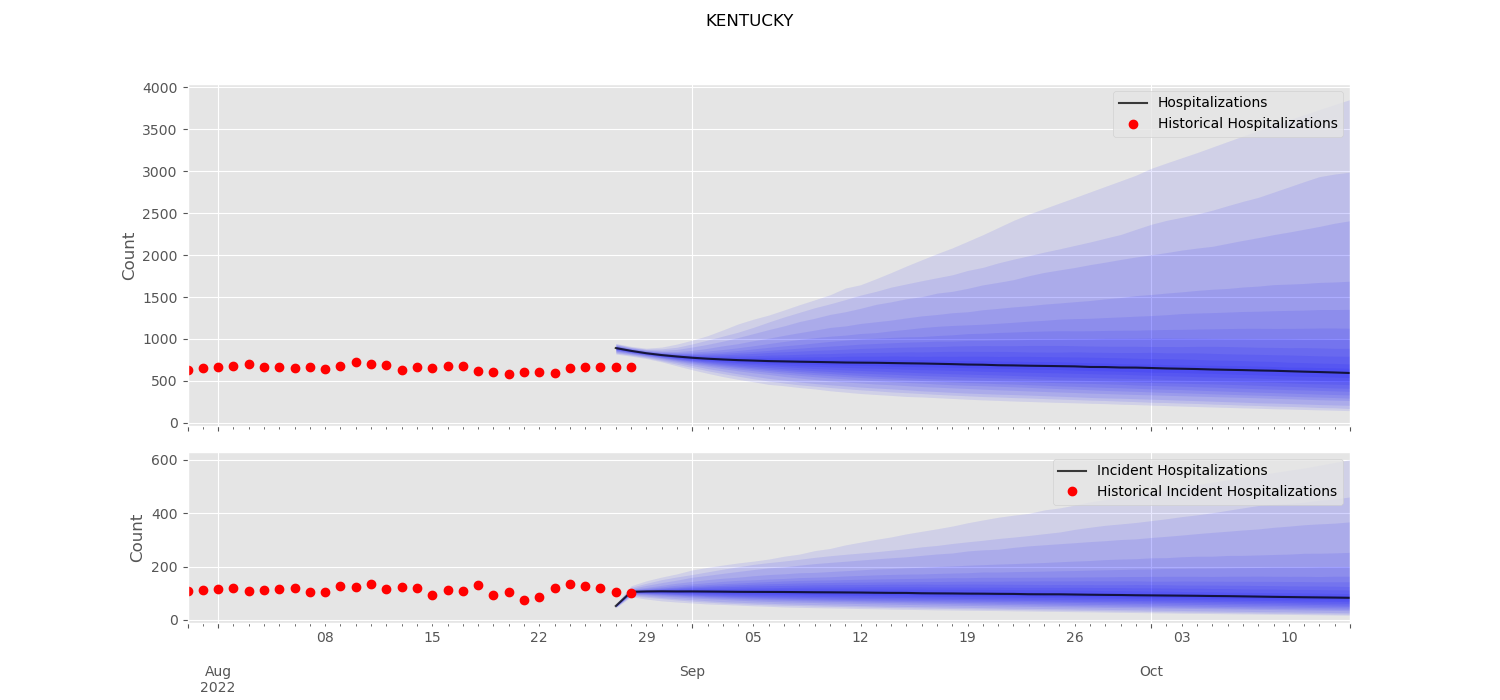 KENTUCKY
4000
3500
3000
2500
2000
1500
1000
500
0
Count
Hospitalizations
Historical Hospitalizations
600
400
200
0
Count
Incident Hospitalizations
Historical Incident Hospitalizations
08 15 22 29 05 12 19 26 03 10
Aug Sep Oct
2022